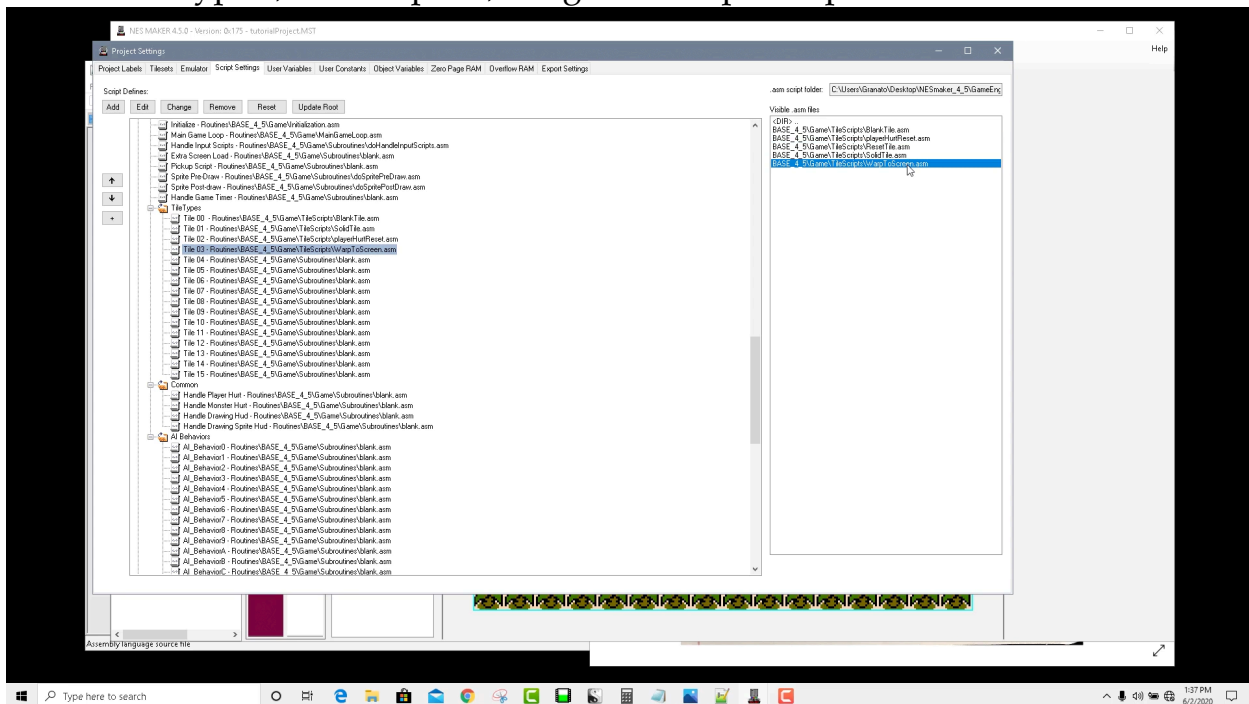 NES MAKER 4.5.0 - Version: 0x175 - tutorialProject.MST
Help
Project Settings
Project Labels Tilesets Emulator Script Settings User Variables User Constants Object Variables Zero Page RAM Overflow RAM Export Settings
Script Defines:
Add Edit Change Remove Reset Update Root
.asm script folder: C:\Users\Granato\Desktop\NESmaker_4_5\GameEng
Visible .asm files
<DIR> ..
BASE_4_5\Game\TileScripts\BlankTile.asm
BASE_4_5\Game\TileScripts\playerHurtReset.asm
BASE_4_5\Game\TileScripts\ResetTile.asm
BASE_4_5\Game\TileScripts\SolidTile.asm
BASE_4_5\Game\TileScripts\WarpToScreen.asm
Initialize - Routines\BASE_4_5\Game\Initialization.asm
Main Game Loop - Routines\BASE_4_5\Game\MainGameLoop.asm
Handle Input Scripts - Routines\BASE_4_5\Game\Subroutines\doHandleInputScripts.asm
Extra Screen Load - Routines\BASE_4_5\Game\Subroutines\blank.asm
Pickup Script - Routines\BASE_4_5\Game\Subroutines\blank.asm
Sprite Pre-Draw - Routines\BASE_4_5\Game\Subroutines\doSpritePreDraw.asm
Sprite Post-draw - Routines\BASE_4_5\Game\Subroutines\doSpritePostDraw.asm
Handle Game Timer - Routines\BASE_4_5\Game\Subroutines\blank.asm
TileTypes
Tile 00 - Routines\BASE_4_5\Game\TileScripts\BlankTile.asm
Tile 01 - Routines\BASE_4_5\Game\TileScripts\SolidTile.asm
Tile 02 - Routines\BASE_4_5\Game\TileScripts\playerHurtReset.asm
Tile 03 - Routines\BASE_4_5\Game\TileScripts\WarpToScreen.asm
Tile 04 - Routines\BASE_4_5\Game\Subroutines\blank.asm
Tile 05 - Routines\BASE_4_5\Game\Subroutines\blank.asm
Tile 06 - Routines\BASE_4_5\Game\Subroutines\blank.asm
Tile 07 - Routines\BASE_4_5\Game\Subroutines\blank.asm
Tile 08 - Routines\BASE_4_5\Game\Subroutines\blank.asm
Tile 09 - Routines\BASE_4_5\Game\Subroutines\blank.asm
Tile 10 - Routines\BASE_4_5\Game\Subroutines\blank.asm
Tile 11 - Routines\BASE_4_5\Game\Subroutines\blank.asm
Tile 12 - Routines\BASE_4_5\Game\Subroutines\blank.asm
Tile 13 - Routines\BASE_4_5\Game\Subroutines\blank.asm
Tile 14 - Routines\BASE_4_5\Game\Subroutines\blank.asm
Tile 15 - Routines\BASE_4_5\Game\Subroutines\blank.asm
Common
Handle Player Hurt - Routines\BASE_4_5\Game\Subroutines\blank.asm
Handle Monster Hurt - Routines\BASE_4_5\Game\Subroutines\blank.asm
Handle Drawing Hud - Routines\BASE_4_5\Game\Subroutines\blank.asm
Handle Drawing Sprite Hud - Routines\BASE_4_5\Game\Subroutines\blank.asm
AI Behaviors
AI_Behavior0 - Routines\BASE_4_5\Game\Subroutines\blank.asm
AI_Behavior1 - Routines\BASE_4_5\Game\Subroutines\blank.asm
AI_Behavior2 - Routines\BASE_4_5\Game\Subroutines\blank.asm
AI_Behavior3 - Routines\BASE_4_5\Game\Subroutines\blank.asm
AI_Behavior4 - Routines\BASE_4_5\Game\Subroutines\blank.asm
AI_Behavior5 - Routines\BASE_4_5\Game\Subroutines\blank.asm
AI_Behavior6 - Routines\BASE_4_5\Game\Subroutines\blank.asm
AI_Behavior7 - Routines\BASE_4_5\Game\Subroutines\blank.asm
AI_Behavior8 - Routines\BASE_4_5\Game\Subroutines\blank.asm
AI_Behavior9 - Routines\BASE_4_5\Game\Subroutines\blank.asm
AI_BehaviorA - Routines\BASE_4_5\Game\Subroutines\blank.asm
AI_BehaviorB - Routines\BASE_4_5\Game\Subroutines\blank.asm
AI_BehaviorC - Routines\BASE_4_5\Game\Subroutines\blank.asm
Assembly language source file
Type here to search
1:37 PM
6/2/2020